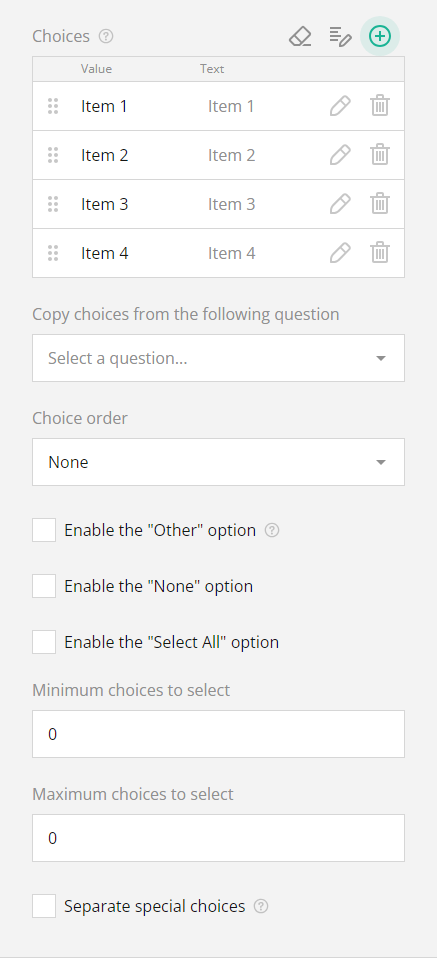 Choices ?
Value Text
Item 1 Item 1
Item 2 Item 2
Item 3 Item 3
Item 4 Item 4
Copy choices from the following question
Select a question...
Choice order
None
Enable the "Other" option ?
Enable the "None" option
Enable the "Select All" option
Minimum choices to select
0
Maximum choices to select
0
Separate special choices ?